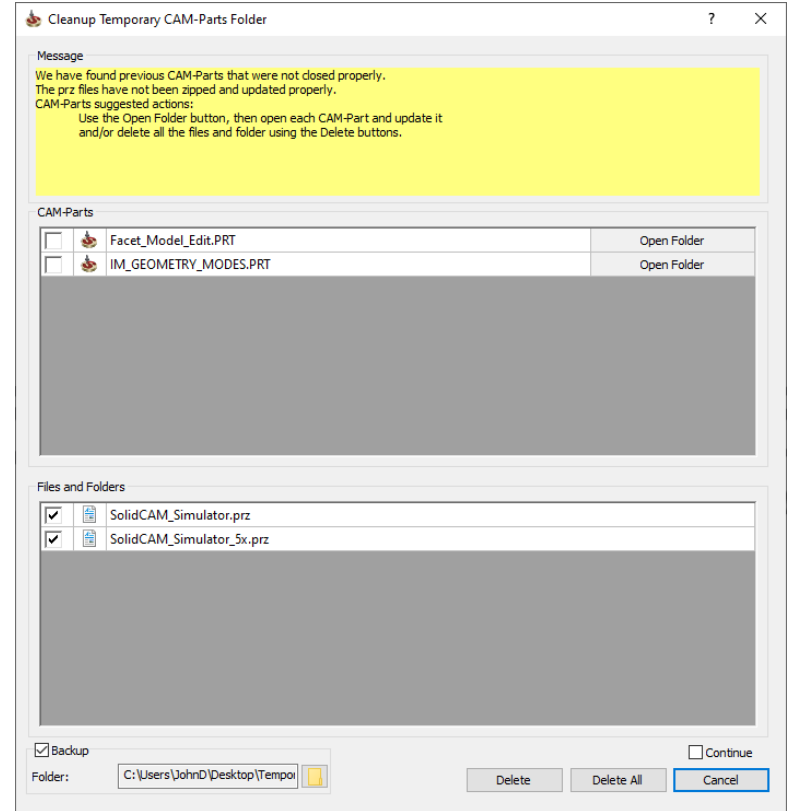 Cleanup Temporary CAM-Parts Folder
?
Message
We have found previous CAM-Parts that were not closed properly.
The prz files have not been zipped and updated properly.
CAM-Parts suggested actions:
Use the Open Folder button, then open each CAM-Part and update it
and/or delete all the files and folder using the Delete buttons.
CAM-Parts
Facet_Model_Edit.PRT Open Folder
IM_GEOMETRY_MODES.PRT Open Folder
Files and Folders
SolidCAM_Simulator.prz
SolidCAM_Simulator_5x.prz
Backup
Continue
Folder: C:\Users\JohnD\Desktop\Tempor
Delete Delete All Cancel